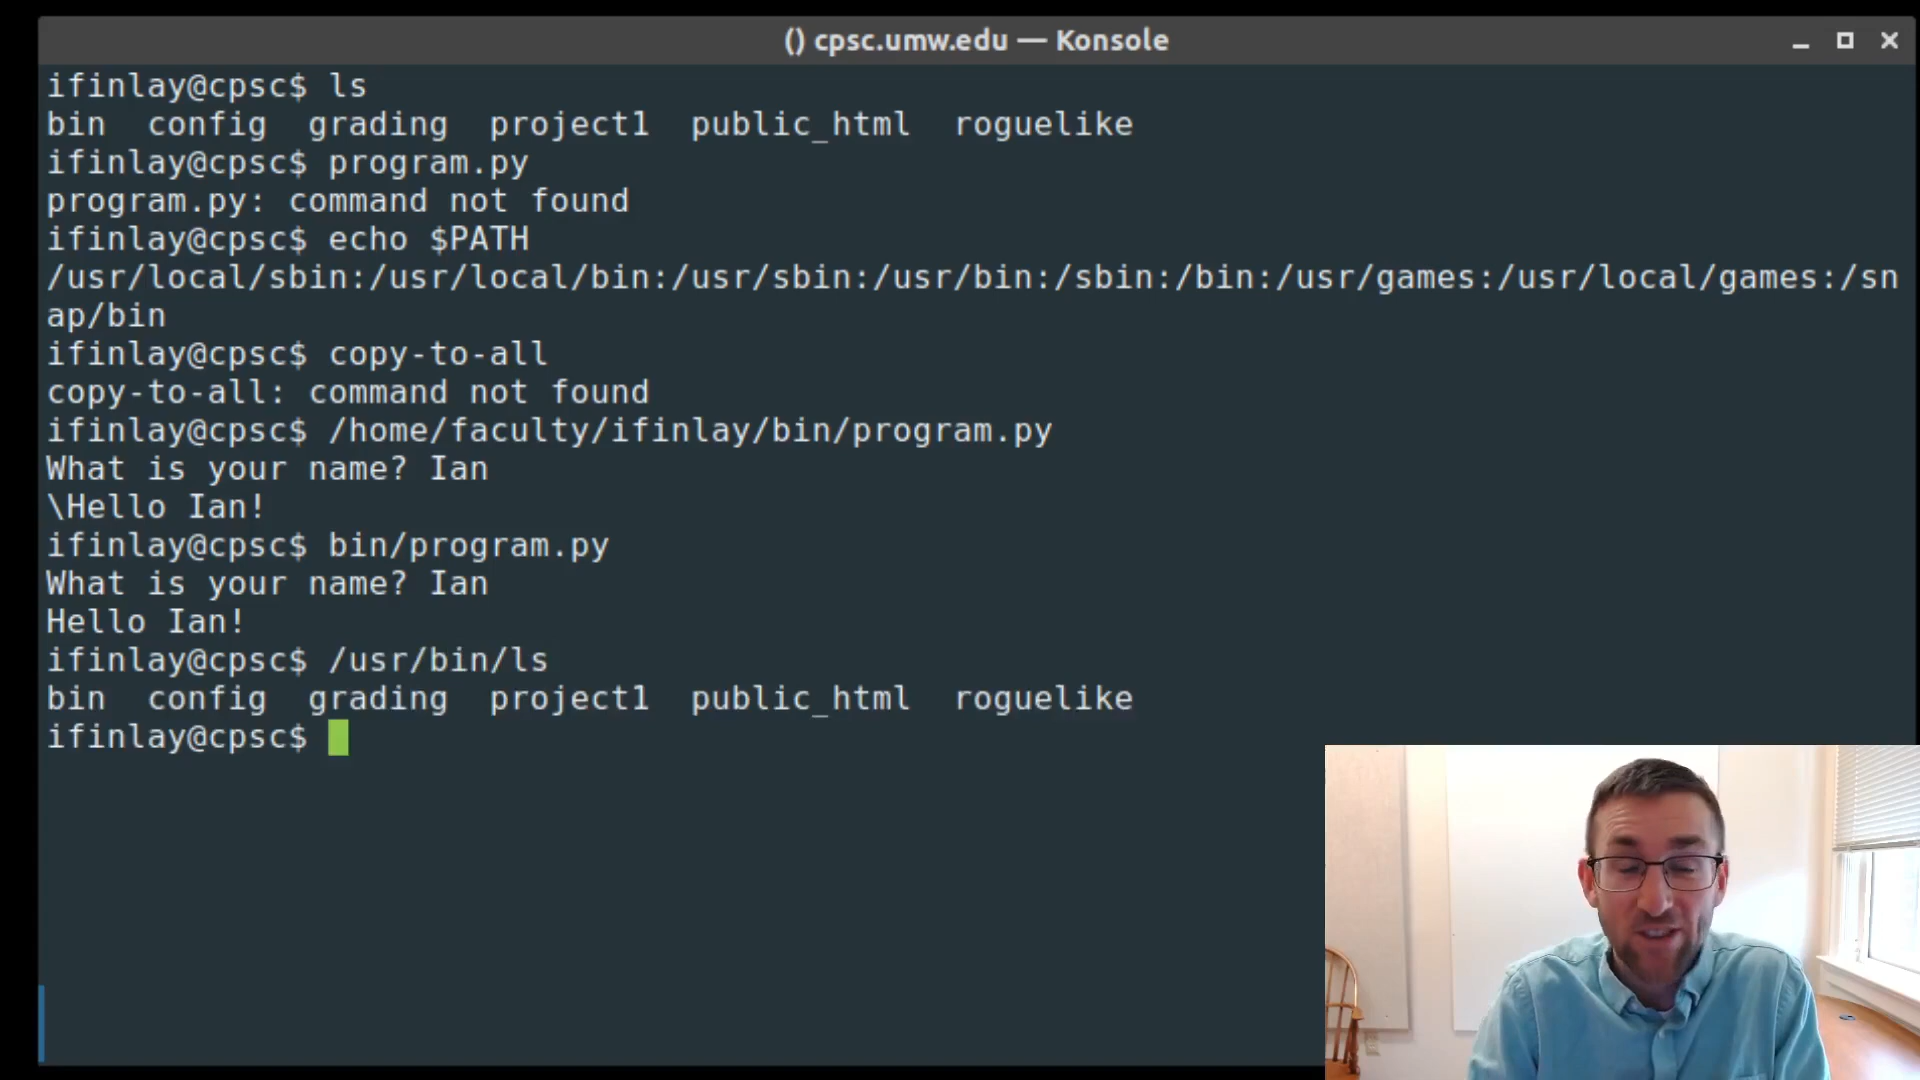 () cpsc.umw.edu — Konsole
ifinlay@cpsc$ ls
bin  config  grading  project1  public_html  roguelike
ifinlay@cpsc$ program.py
program.py: command not found
ifinlay@cpsc$ echo $PATH
/usr/local/sbin:/usr/local/bin:/usr/sbin:/usr/bin:/sbin:/bin:/usr/games:/usr/local/games:/sn
ap/bin
ifinlay@cpsc$ copy-to-all
copy-to-all: command not found
ifinlay@cpsc$ /home/faculty/ifinlay/bin/program.py
What is your name? Ian
\Hello Ian!
ifinlay@cpsc$ bin/program.py
What is your name? Ian
Hello Ian!
ifinlay@cpsc$ /usr/bin/ls
bin  config  grading  project1  public_html  roguelike
ifinlay@cpsc$